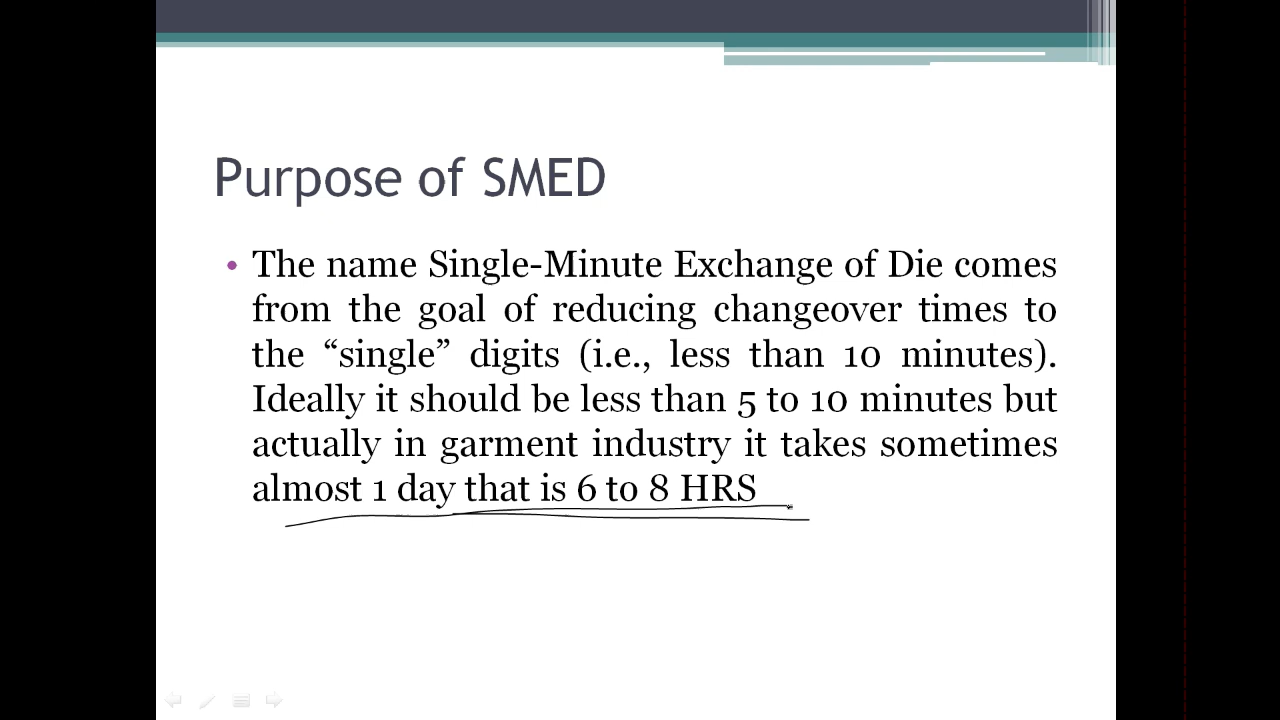 Purpose of SMED
• The name Single-Minute Exchange of Die comes
from the goal of reducing changeover times to
the “single” digits (i.e., less than 10 minutes).
Ideally it should be less than 5 to 10 minutes but
actually in garment industry it takes sometimes
almost 1 day that is 6 to 8 HRS